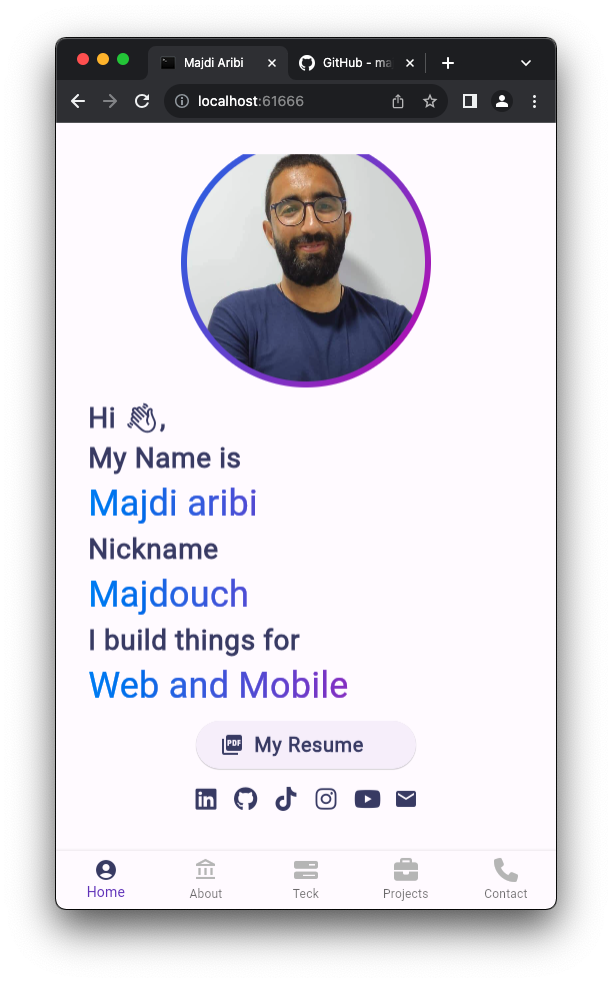 Majdi Aribi
GitHub - ma
localhost:61666
Hi 👋,
My Name is
Majdi aribi
Nickname
Majdouch
I build things for
Web and Mobile
PDF My Resume
Home About Teck Projects Contact